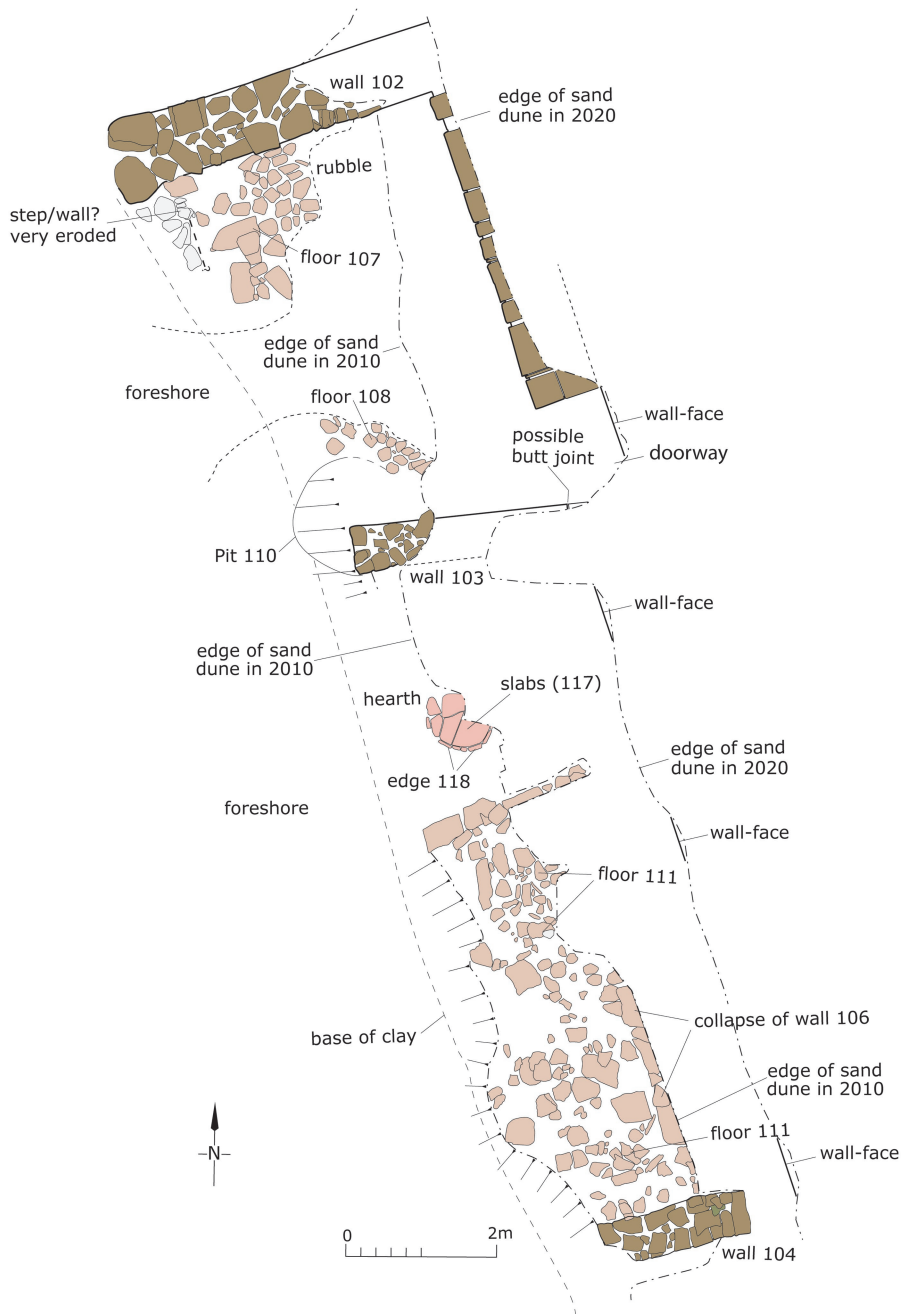 wall 102
edge of sand
dune in 2020
rubble
step/wall?
very eroded
floor 107
edge of sand
dune in 2010
foreshore
floor 108
wall-face
possible
butt joint
doorway
Pit 110
wall 103
wall-face
edge of sand
dune in 2010
hearth
slabs (117)
edge of sand
dune in 2020
edge 118
foreshore
wall-face
floor 111
collapse of wall 106
base of clay
edge of sand
dune in 2010
floor 111
–N–
wall-face
0 2m
wall 104